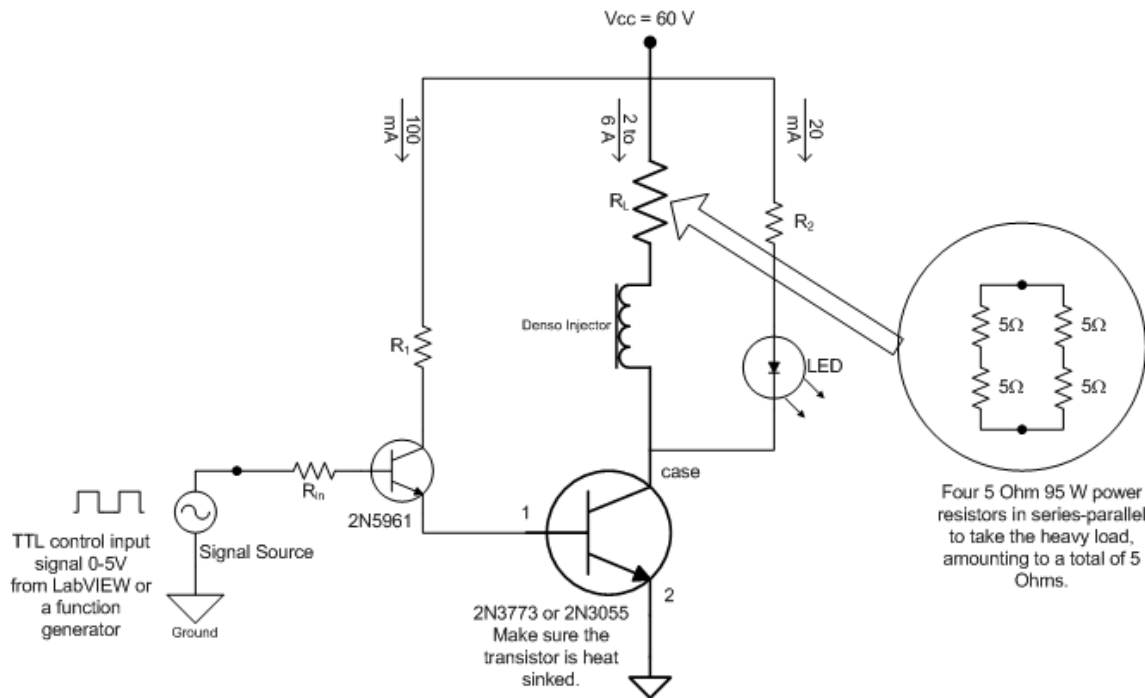 Vcc = 60 V
100
mA
2 to
6 A
20
mA
RL
R2
Denso Injector
R1
LED
5Ω
5Ω
5Ω
5Ω
case
Rin
2N5961
1
Four 5 Ohm 95 W power
resistors in series-parallel
to take the heavy load,
amounting to a total of 5
Ohms.
TTL control input
signal 0-5V
from LabVIEW or
a function
generator
Signal Source
Ground
2
2N3773 or 2N3055
Make sure the
transistor is heat
sinked.